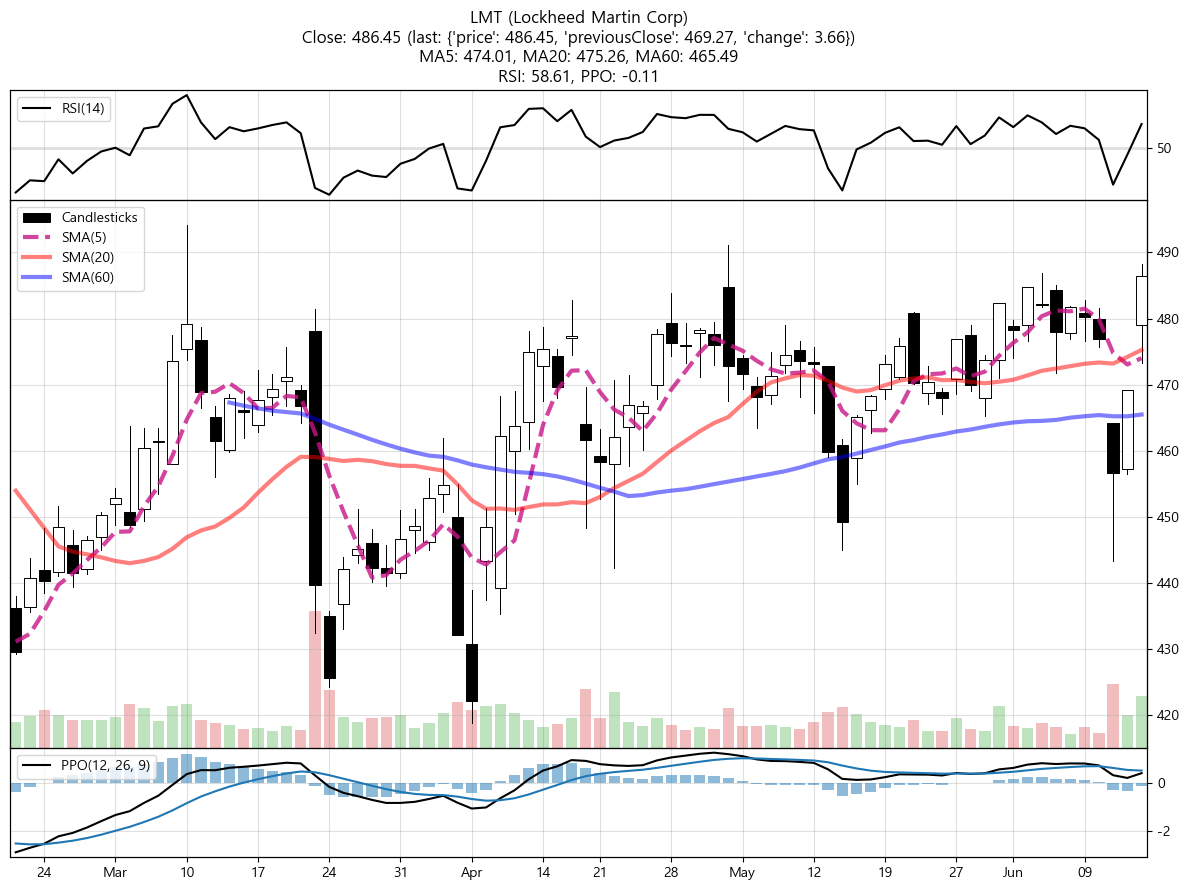 LMT (Lockheed Martin Corp)
Close: 486.45 (last: {'price': 486.45, 'previousClose': 469.27, 'change': 3.66})
MA5: 474.01, MA20: 475.26, MA60: 465.49
RSI: 58.61, PPO: -0.11
RSI(14)
50
Candlesticks
SMA(5)
SMA(20)
SMA(60)
490
480
470
460
450
440
430
420
PPO(12, 26, 9)
0
-2
24 Mar 10 17 24 31 Apr 14 21 28 May 12 19 27 Jun 09